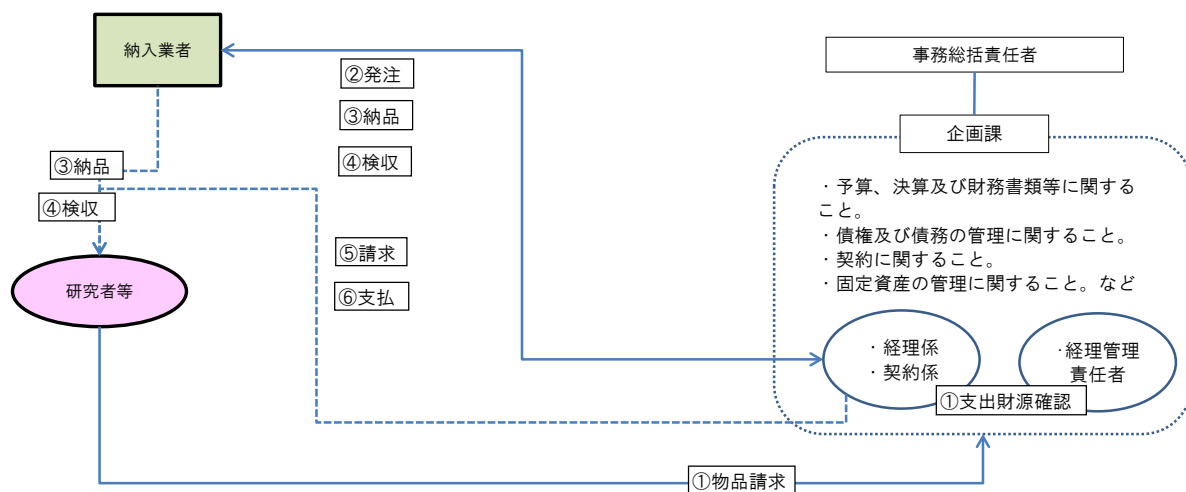 納入業者
事務総括責任者
②発注
③納品
④検収
企画課
③納品
④検収
・予算、決算及び財務書類等に関する
こと。
・債権及び債務の管理に関すること。
・契約に関すること。
・固定資産の管理に関すること。など
⑤請求
⑥支払
研究者等
・経理係
・契約係
・経理管理
責任者
①支出財源確認
①物品請求